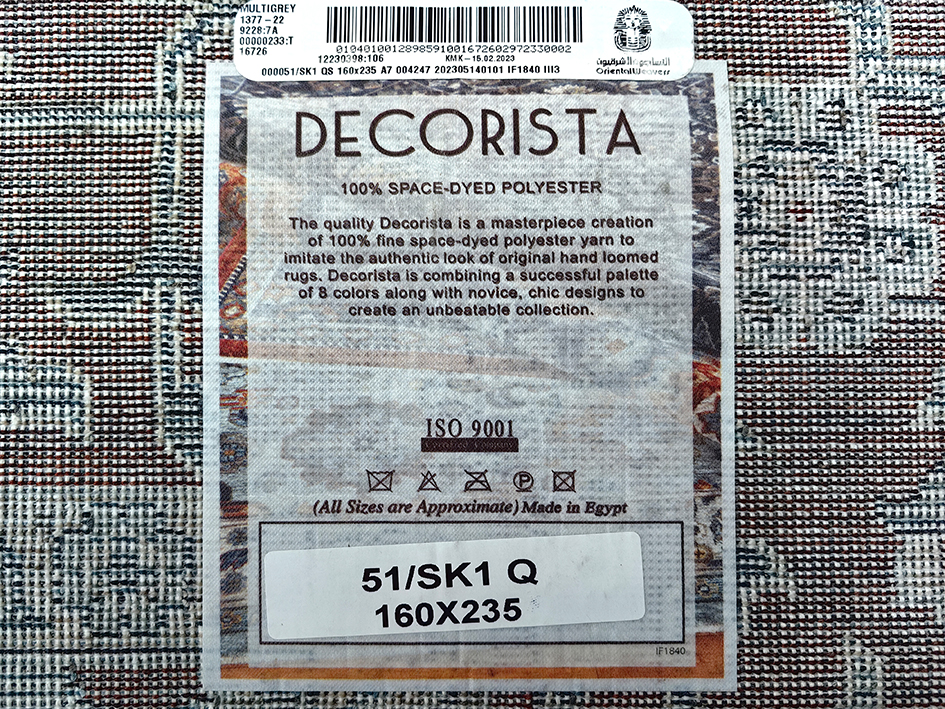 MULTIGREY
1377-22
9228:7A
00000233:T
16726
01040100128985910016726029723300​02
12230398:106
KMK-15.02.2023
النساجون الشرقيون
OrientalWeavers
000051/SK1 QS 160x235 A7 004247 202305140101 IF1840 III3
DECORISTA
100% SPACE-DYED POLYESTER
The quality Decorista is a masterpiece creation
of 100% fine space-dyed polyester yarn to
imitate the authentic look of original hand loomed
rugs. Decorista is combining a successful palette
of 8 colors along with novice, chic designs to
create an unbeatable collection.
ISO 9001
Certified Company
P
(All Sizes are Approximate) Made in Egypt
51/SK1 Q
160X235
IF1840